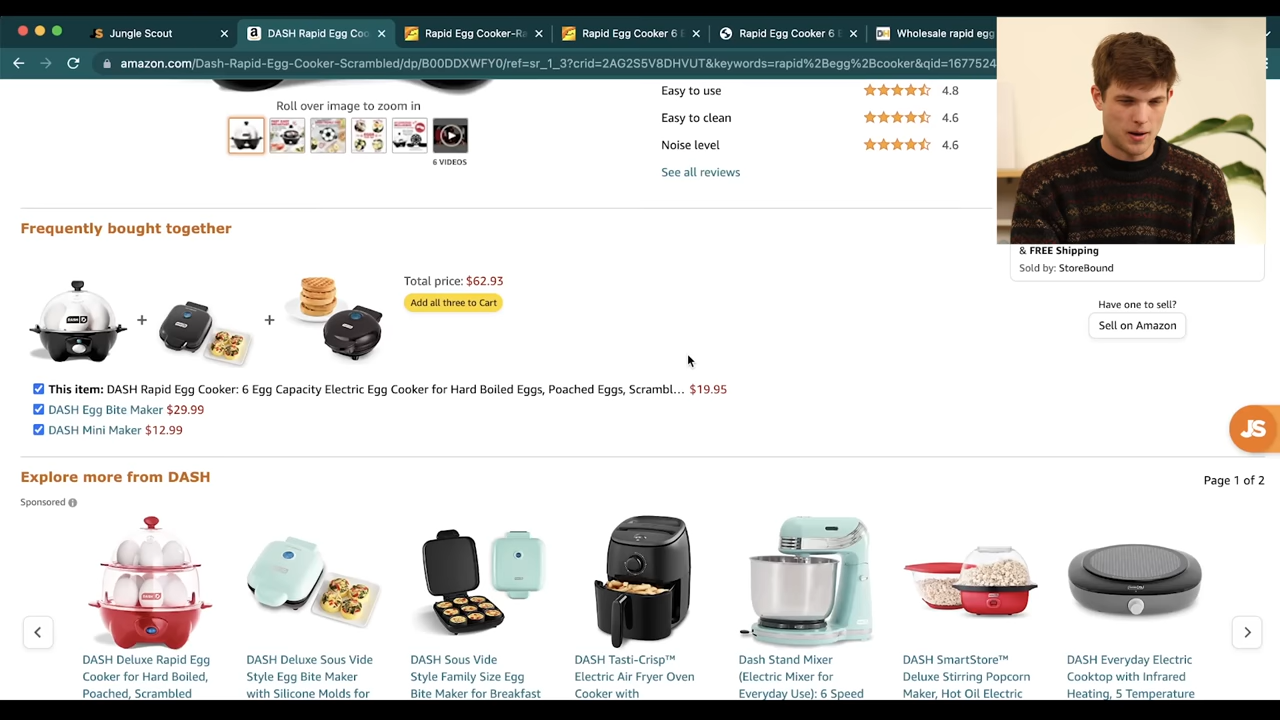 Jungle Scout
DASH Rapid Egg Coo
Rapid Egg Cooker-Ra
Rapid Egg Cooker 6 E
Rapid Egg Cooker 6 E
Wholesale rapid egg
amazon.com/Dash-Rapid-Egg-Cooker-Scrambled/dp/B00DDXWFY0/ref=sr_1_3?crid=2AG2S5V8DHVUT&keywords=rapid%2Begg%2Bcooker&qid=1677524
Roll over image to zoom in
6 VIDEOS
Easy to use 4.8
Easy to clean 4.6
Noise level 4.6
See all reviews
& FREE Shipping
Sold by: StoreBound
Have one to sell?
Sell on Amazon
Frequently bought together
Total price: $62.93
Add all three to Cart
DASH
This item: DASH Rapid Egg Cooker: 6 Egg Capacity Electric Egg Cooker for Hard Boiled Eggs, Poached Eggs, Scrambl... $19.95
DASH Egg Bite Maker $29.99
DASH Mini Maker $12.99
JS
Explore more from DASH
Page 1 of 2
Sponsored
DASH Deluxe Rapid Egg
Cooker for Hard Boiled,
Poached, Scrambled
DASH Deluxe Sous Vide
Style Egg Bite Maker
with Silicone Molds for
DASH Sous Vide
Style Family Size Egg
Bite Maker for Breakfast
DASH Tasti-Crisp™
Electric Air Fryer Oven
Cooker with
Dash Stand Mixer
(Electric Mixer for
Everyday Use): 6 Speed
DASH SmartStore™
Deluxe Stirring Popcorn
Maker, Hot Oil Electric
DASH Everyday Electric
Cooktop with Infrared
Heating, 5 Temperature